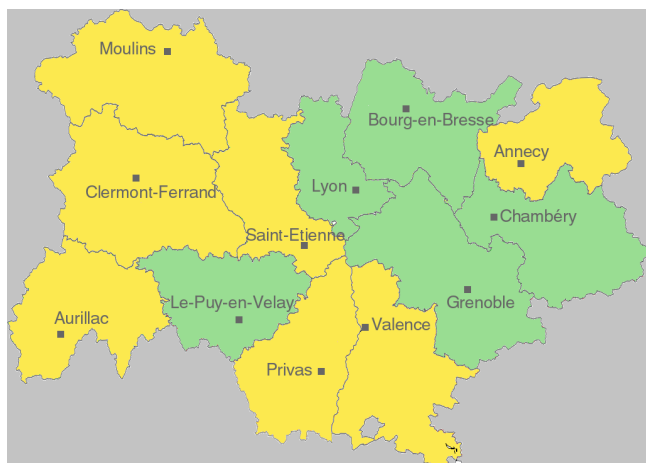 Moulins
Bourg-en-Bresse
Annecy
Clermont-Ferrand
Lyon
Chambéry
Saint-Etienne
Le-Puy-en-Velay
Grenoble
Aurillac
Valence
Privas